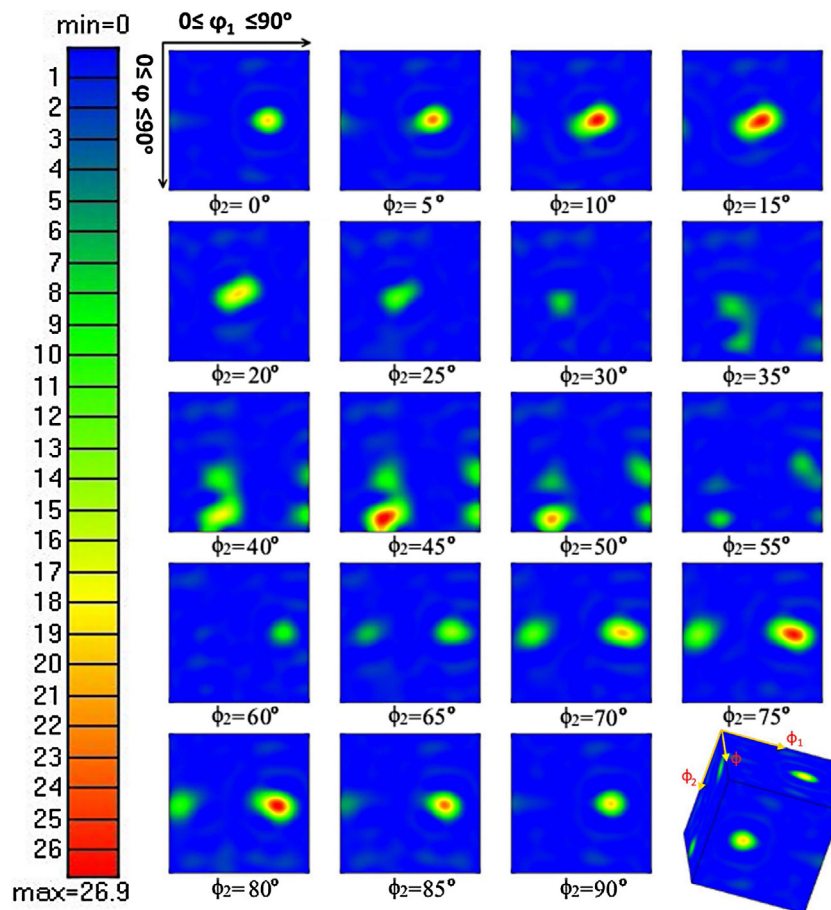 min=0
1
2
3
4
5
6
7
8
9
10
11
12
13
14
15
16
17
18
19
20
21
22
23
24
25
26
max=26.9
0≤ φ₁ ≤90°
0≤ φ ≤90°
ϕ₂= 0°
ϕ₂= 5°
ϕ₂= 10°
ϕ₂= 15°
ϕ₂= 20°
ϕ₂= 25°
ϕ₂= 30°
ϕ₂= 35°
ϕ₂= 40°
ϕ₂= 45°
ϕ₂= 50°
ϕ₂= 55°
ϕ₂= 60°
ϕ₂= 65°
ϕ₂= 70°
ϕ₂= 75°
ϕ₂= 80°
ϕ₂= 85°
ϕ₂= 90°
ϕ₁
ϕ
ϕ₂